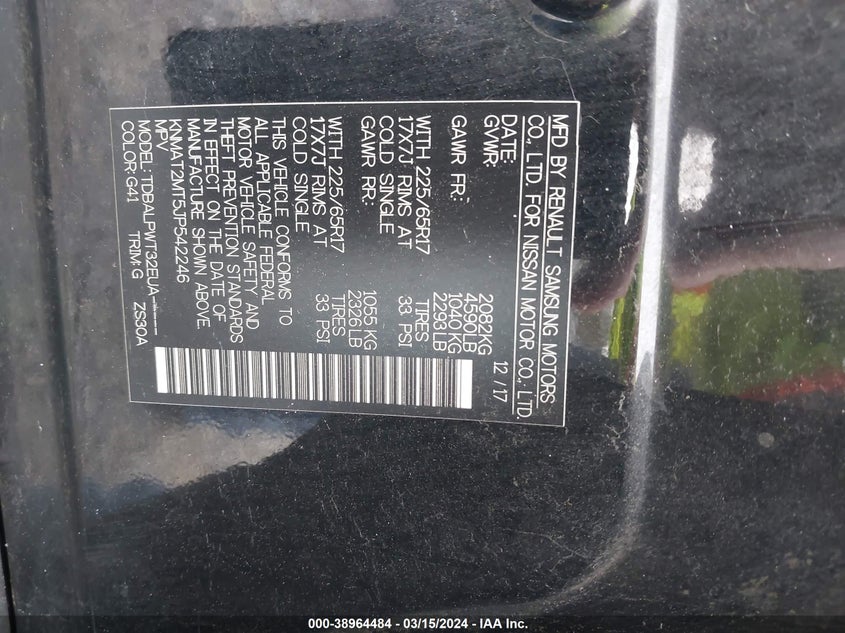 MFD BY RENAULT SAMSUNG MOTORS
CO., LTD. FOR NISSAN MOTOR CO., LTD.
DATE: 12 /17
GVWR: 2082KG
4590LB
GAWR FR: 1040 KG
2293 LB
WITH 225/65R17 TIRES
17X7J RIMS AT 33 PSI
COLD SINGLE
GAWR RR: 1055 KG
2326 LB
WITH 225/65R17 TIRES
17X7J RIMS AT 33 PSI
COLD SINGLE
THIS VEHICLE CONFORMS TO
ALL APPLICABLE FEDERAL
MOTOR VEHICLE SAFETY AND
THEFT PREVENTION STANDARDS
IN EFFECT ON THE DATE OF
MANUFACTURE SHOWN ABOVE.
KNMAT2MT5JP542246
MPV
MODEL: TDBALPWT32EUA-----
COLOR: G41 TRIM: G ZS30A
000-38964484 - 03/15/2024 - IAA Inc.